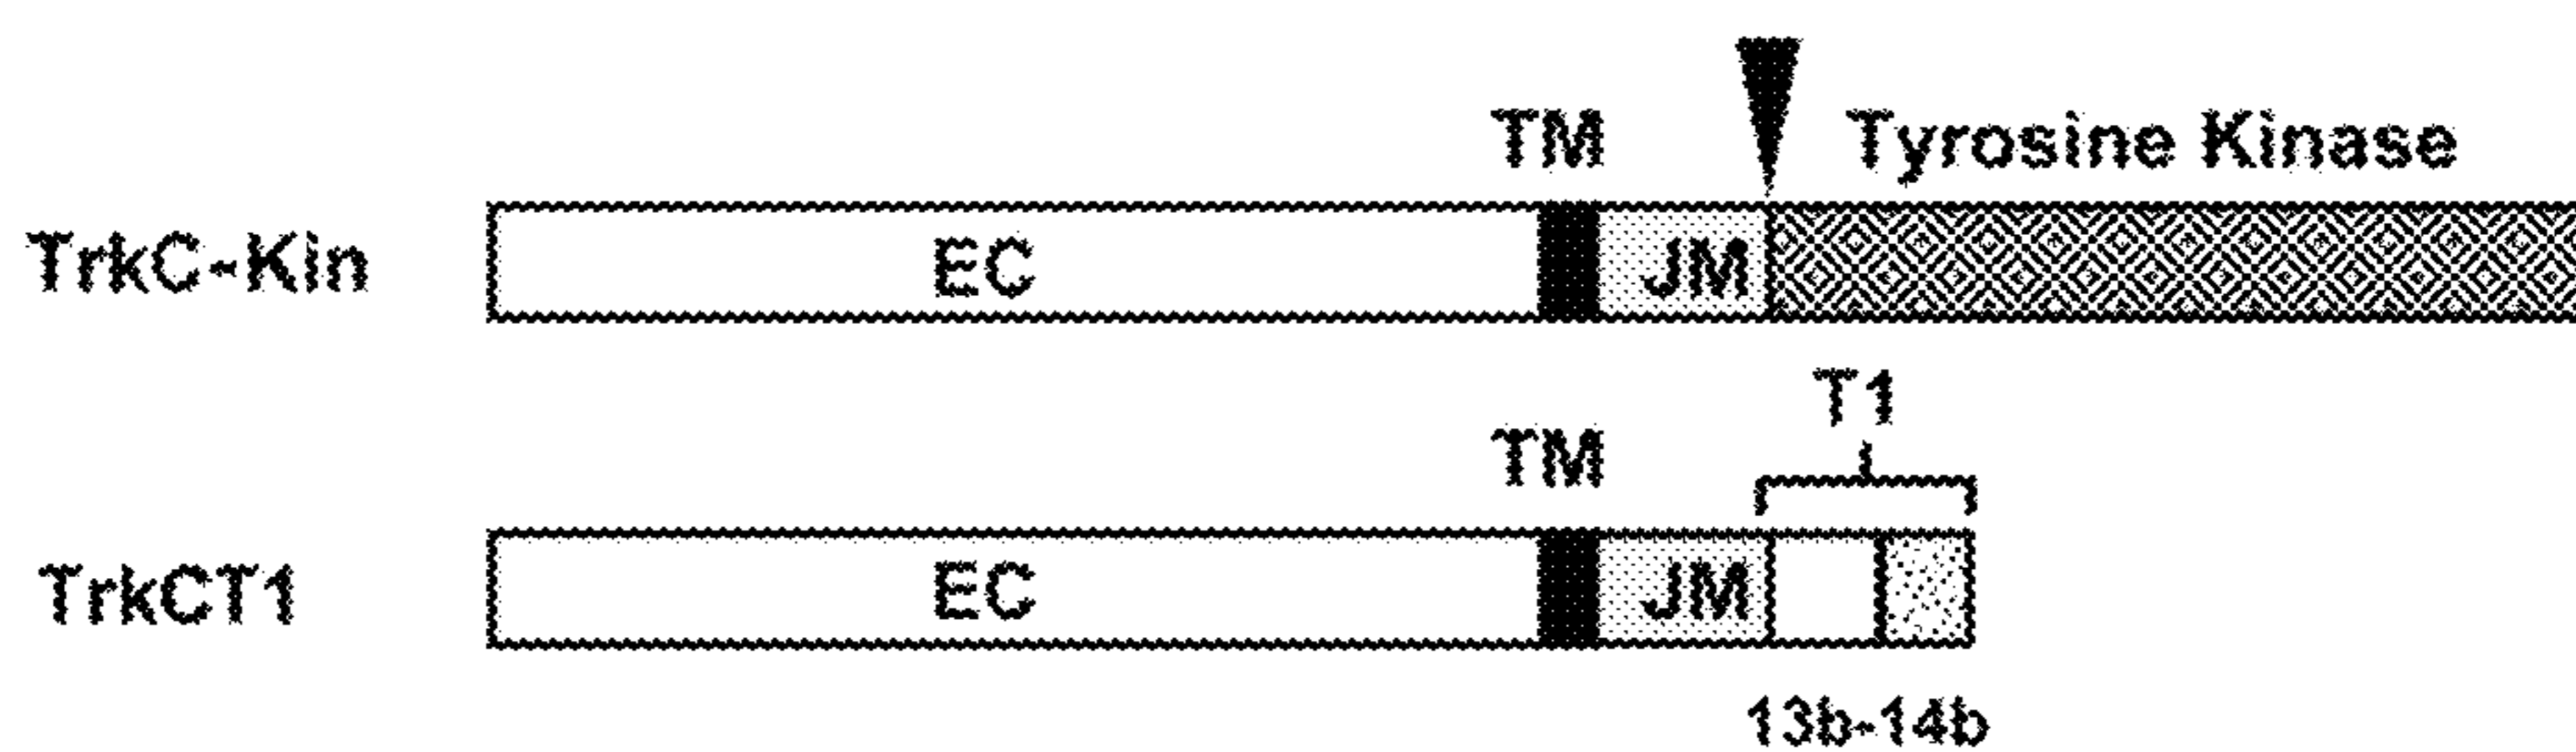 TM Tyrosine Kinase
TrkC-Kin EC JM
T1
TM
TrkCT1 EC JM
13b-14b